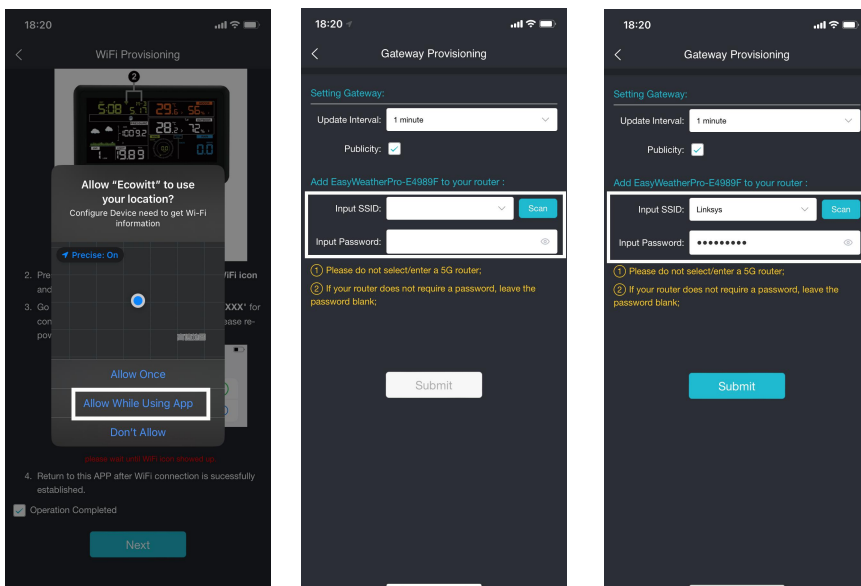 18:20
WiFi Provisioning
2
5:08 5.17 29.5 56.
1009.2 28.2 72.
19.89 0.0
Allow “Ecowitt” to use
your location?
Configure Device need to get Wi-Fi
information
Precise: On
2. Pre WiFi icon
and
3. Go XXX" for
con ease re-
pow
Allow Once
Allow While Using App
Don't Allow
please wait until WiFi icon showed up
4. Return to this APP after WiFi connection is sucessfully
established.
Operation Completed
Next
18:20
Gateway Provisioning
Setting Gateway:
Update Interval: 1 minute
Publicity:
Add EasyWeatherPro-E4989F to your router :
Input SSID: Scan
Input Password:
1 Please do not select/enter a 5G router;
2 If your router does not require a password, leave the
password blank;
Submit
18:20
Gateway Provisioning
Setting Gateway:
Update Interval: 1 minute
Publicity:
Add EasyWeatherPro-E4989F to your router :
Input SSID: Linksys Scan
Input Password: •••••••••
1 Please do not select/enter a 5G router;
2 If your router does not require a password, leave the
password blank;
Submit